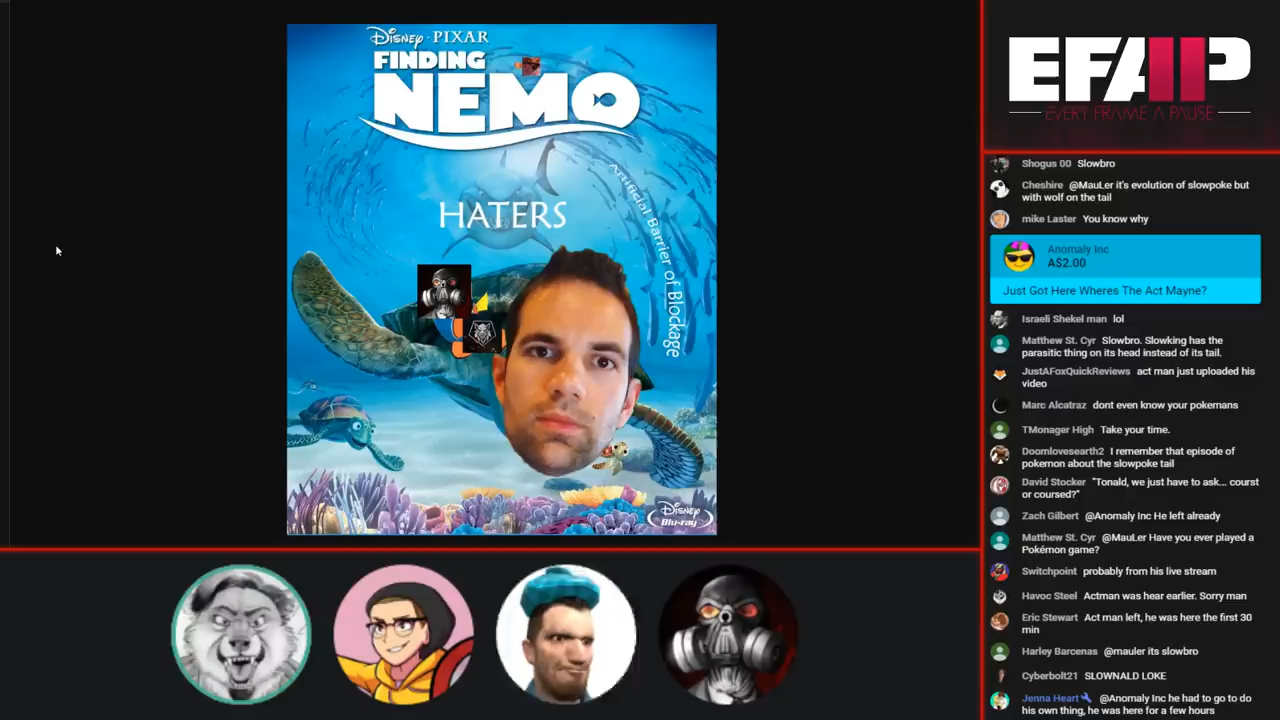 Disney · PIXAR
FINDING
NEMO
HATERS
Artificial Barrier of Blockage
Disney
Blu-ray
EFAP
EVERY FRAME A PAUSE
Shogus 00 Slowbro
Cheshire @MauLer it's evolution of slowpoke but
with wolf on the tail
mike Laster You know why
Anomaly Inc
A$2.00
Just Got Here Wheres The Act Mayne?
Israeli Shekel man lol
Matthew St. Cyr Slowbro. Slowking has the
parasitic thing on its head instead of its tail.
JustAFoxQuickReviews act man just uploaded his
video
Marc Alcatraz dont even know your pokemans
TMonager High Take your time.
Doomlovesearth2 I remember that episode of
pokemon about the slowpoke tail
David Stocker "Tonald, we just have to ask... courst
or coursed?"
Zach Gilbert @Anomaly Inc He left already
Matthew St. Cyr @MauLer Have you ever played a
Pokémon game?
Switchpoint probably from his live stream
Havoc Steel Actman was hear earlier. Sorry man
Eric Stewart Act man left, he was here the first 30
min
Harley Barcenas @mauler its slowbro
Cyberbolt21 SLOWNALD LOKE
Jenna Heart @Anomaly Inc he had to go to do
his own thing, he was here for a few hours